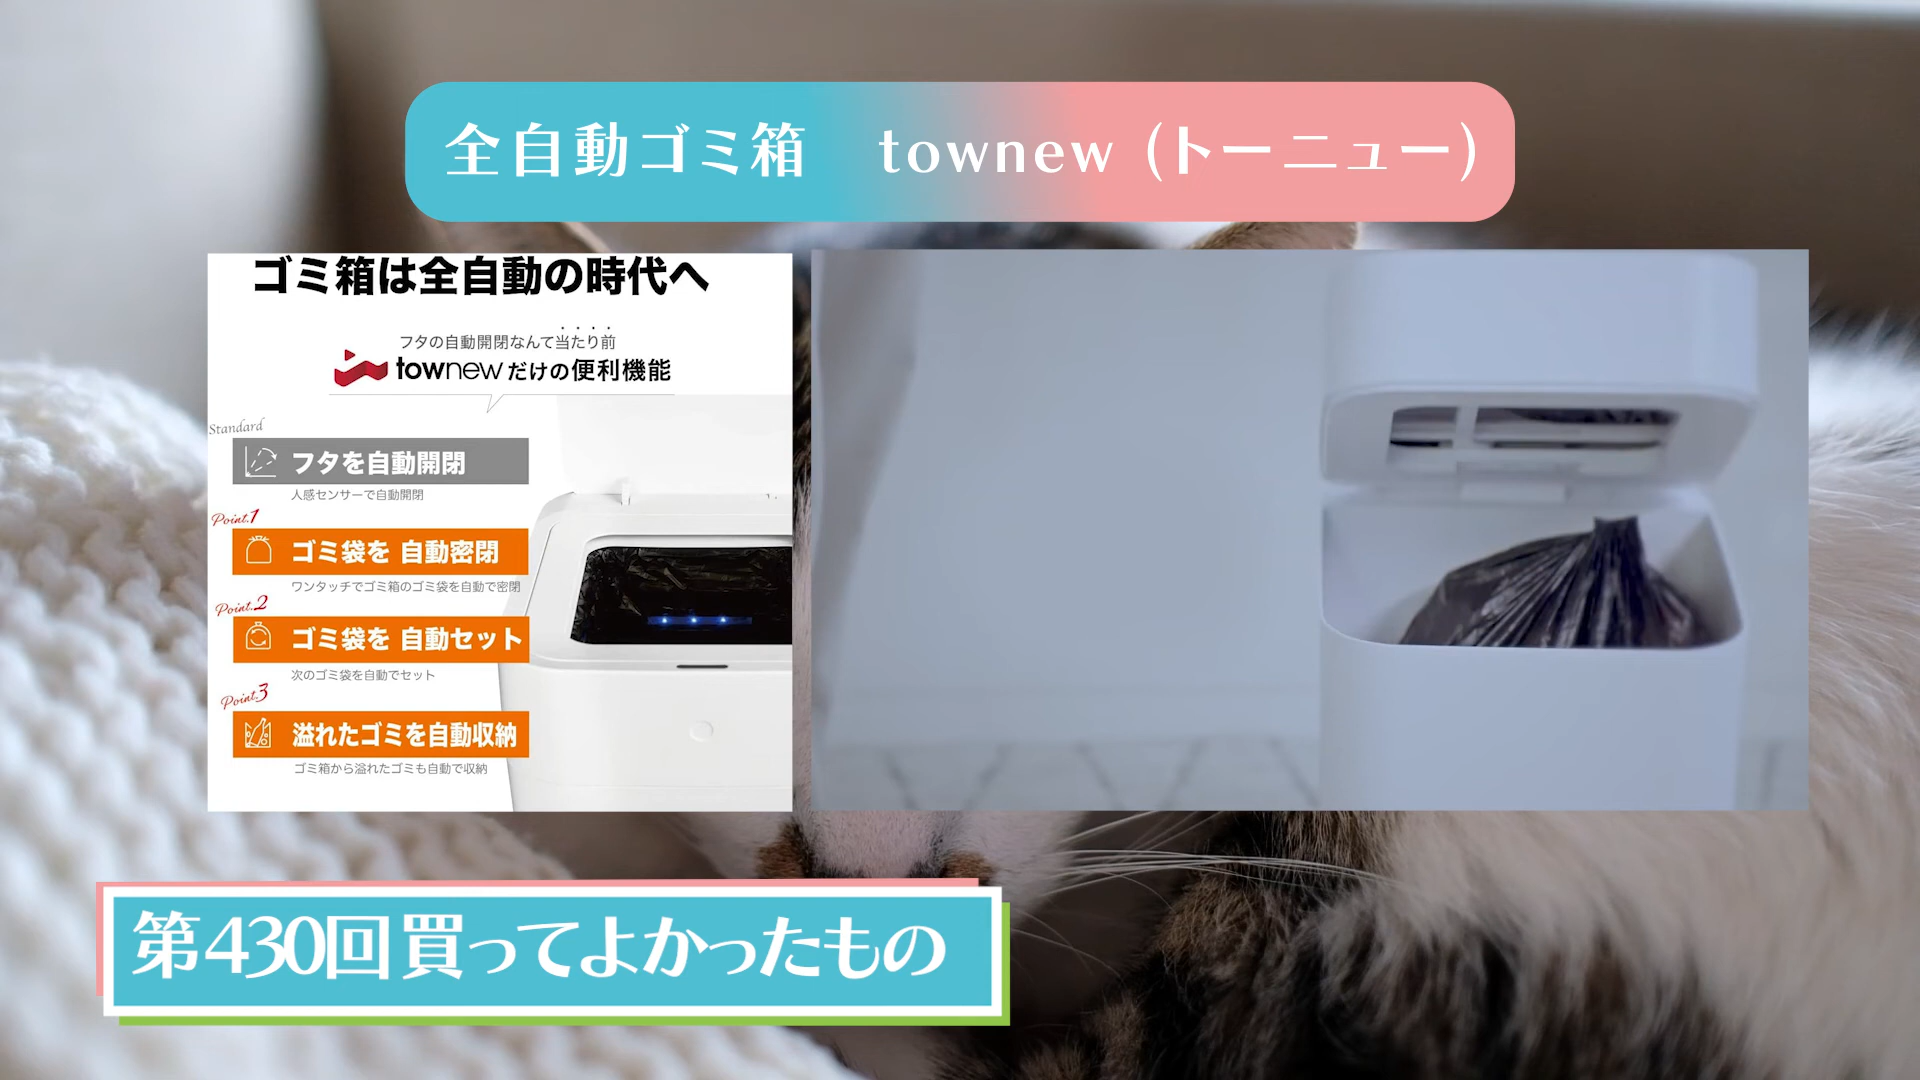 全自動ゴミ箱　townew (トーニュー)
ゴミ箱は全自動の時代へ
フタの自動開閉なんて当たり前
townewだけの便利機能
Standard
フタを自動開閉
人感センサーで自動開閉
Point.1
ゴミ袋を 自動密閉
ワンタッチでゴミ箱のゴミ袋を自動で密閉
Point.2
ゴミ袋を 自動セット
次のゴミ袋を自動でセット
Point.3
溢れたゴミを自動収納
ゴミ箱から溢れたゴミも自動で収納
第430回 買ってよかったもの